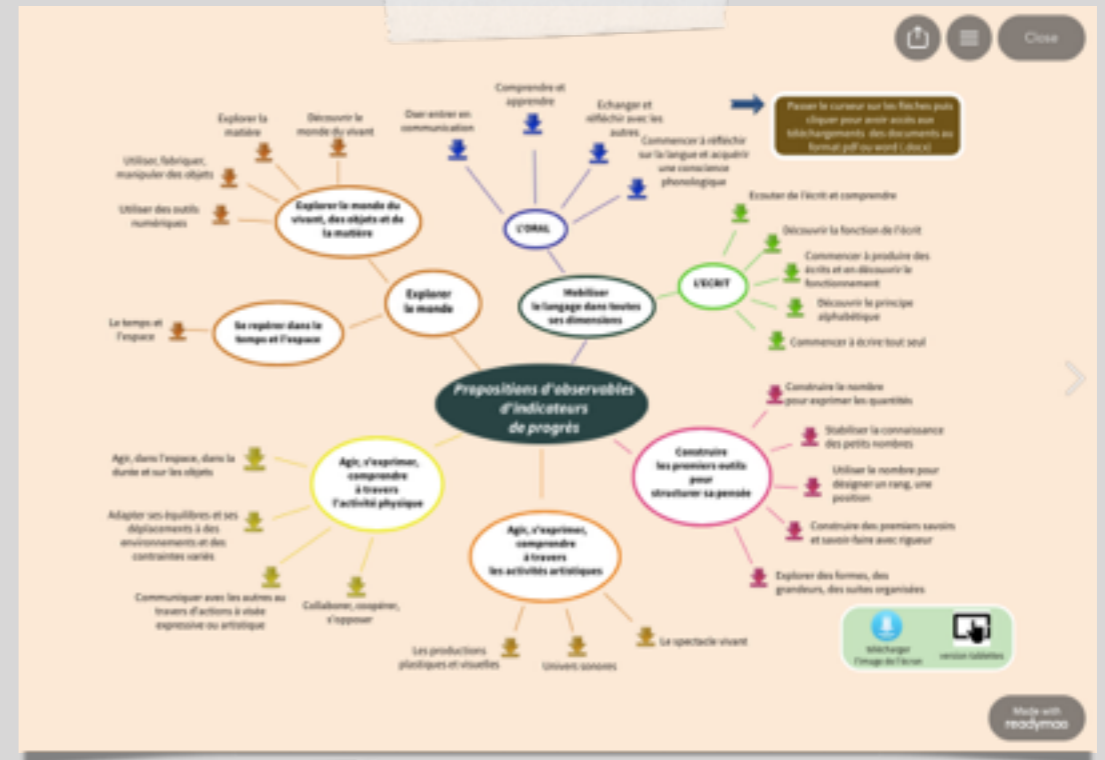 Close
Passer le curseur sur les flèches puis
cliquer pour avoir accès aux
téléchargements des documents au
format pdf ou word (.docx)
Comprendre et
apprendre
Oser entrer en
communication
Echanger et
réfléchir avec les
autres
Commencer à réfléchir
sur la langue et acquérir
une conscience
phonologique
Explorer la
matière
Découvrir le
monde du vivant
Utiliser, fabriquer,
manipuler des objets
Utiliser des outils
numériques
Explorer le monde du
vivant, des objets et de
la matière
L'ORAL
Ecouter de l'écrit et comprendre
Découvrir la fonction de l'écrit
Commencer à produire des
écrits et en découvrir le
fonctionnement
Découvrir le principe
alphabétique
Commencer à écrire tout seul
L'ECRIT
Explorer
le monde
Mobiliser
le langage dans toutes
ses dimensions
Le temps et
l'espace
Se repérer dans le
temps et l'espace
Propositions d'observables
d'indicateurs
de progrès
Construire le nombre
pour exprimer les quantités
Stabiliser la connaissance
des petits nombres
Utiliser le nombre pour
désigner un rang, une
position
Construire des premiers savoirs
et savoir-faire avec rigueur
Explorer des formes, des
grandeurs, des suites organisées
Construire
les premiers outils
pour
structurer sa pensée
Agir, s'exprimer,
comprendre
à travers
l'activité physique
Agir, dans l'espace, dans la
durée et sur les objets
Adapter ses équilibres et ses
déplacements à des
environnements et des
contraintes variés
Communiquer avec les autres au
travers d'actions à visée
expressive ou artistique
Collaborer, coopérer,
s'opposer
Agir, s'exprimer,
comprendre
à travers
les activités artistiques
Les productions
plastiques et visuelles
Univers sonores
Le spectacle vivant
télécharger
l'image de l'écran
version tablettes
Made with
readymag